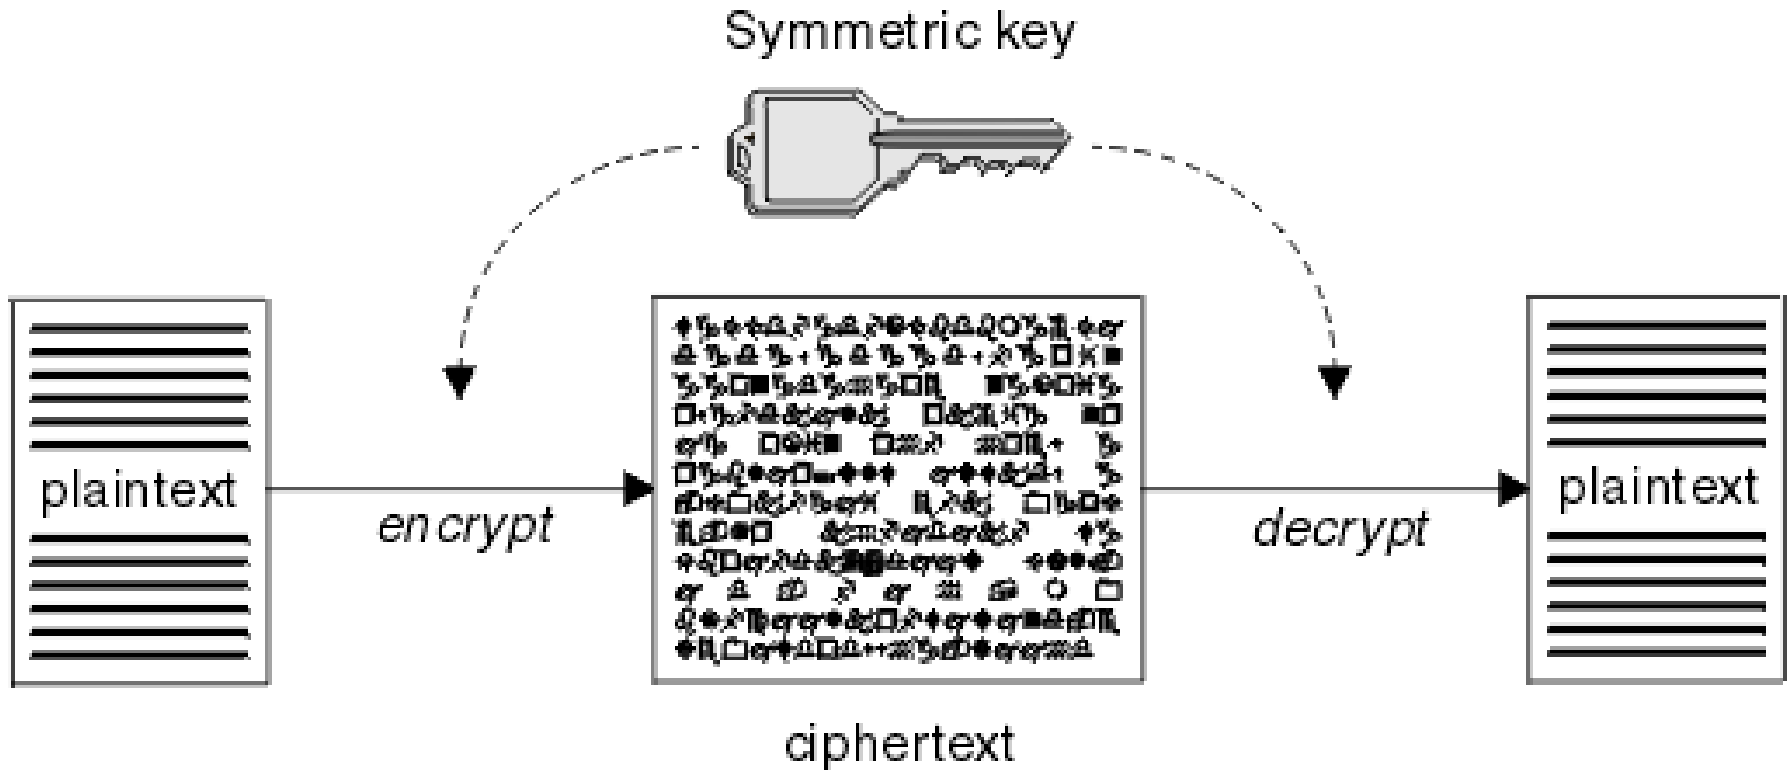 Symmetric key
plaintext
encrypt
decrypt
plaintext
ciphertext